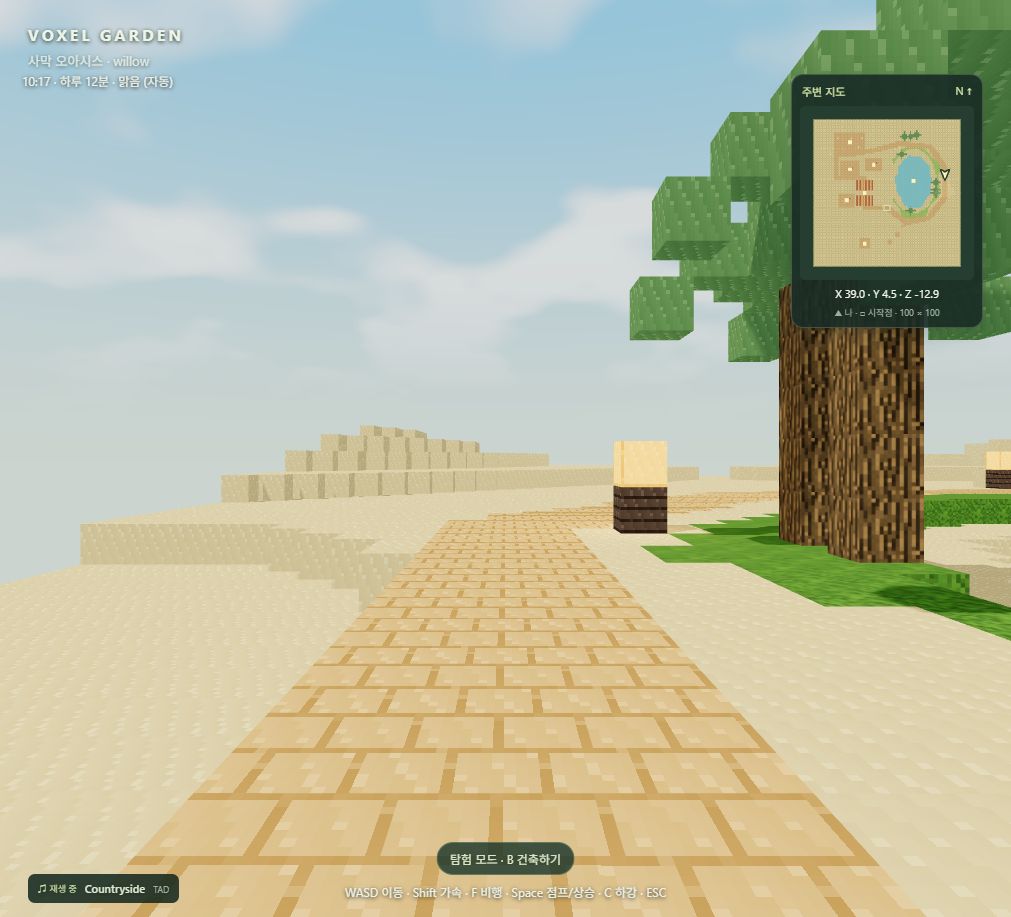 VOXEL GARDEN
사막 오아시스 · willow
10:17 · 하루 12분 · 맑음 (자동)
주변 지도 N ↑
X 39.0 · Y 4.5 · Z -12.9
▲ 나 · □ 시작점 · 100 × 100
탐험 모드 · B 건축하기
♫ 재생 중 Countryside TAD
WASD 이동 · Shift 가속 · F 비행 · Space 점프/상승 · C 하강 · ESC